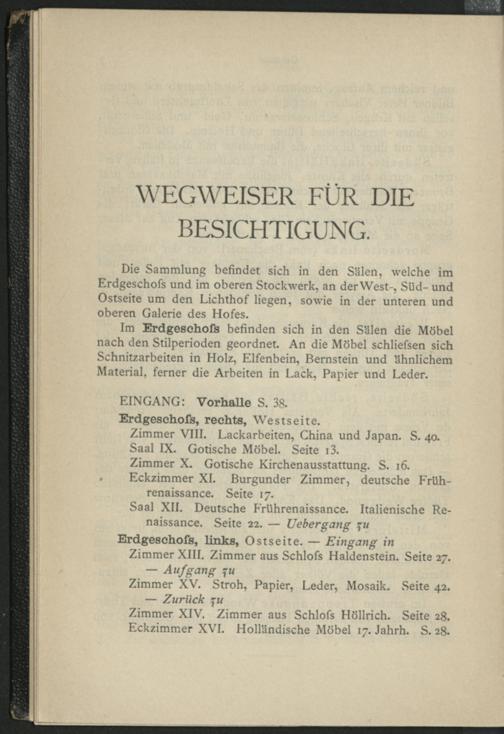 WEGWEISER FÜR DIE
BESICHTIGUNG.
Die Sammlung befindet sich in den Sälen, welche im
Erdgeschoſs und im oberen Stockwerk, an der West-, Süd- und
Ostseite um den Lichthof liegen, sowie in der unteren und
oberen Galerie des Hofes.
Im Erdgeschoſs befinden sich in den Sälen die Möbel
nach den Stilperioden geordnet. An die Möbel schlieſsen sich
Schnitzarbeiten in Holz, Elfenbein, Bernstein und ähnlichem
Material, ferner die Arbeiten in Lack, Papier und Leder.
EINGANG: Vorhalle S. 38.
Erdgeschoſs, rechts, Westseite.
Zimmer VIII. Lackarbeiten, China und Japan. S. 40.
Saal IX. Gotische Möbel. Seite 13.
Zimmer X. Gotische Kirchenausstattung. S. 16.
Eckzimmer XI. Burgunder Zimmer, deutsche Früh-
renaissance. Seite 17.
Saal XII. Deutsche Frührenaissance. Italienische Re-
naissance. Seite 22. — Uebergang zu
Erdgeschoſs, links, Ostseite. — Eingang in
Zimmer XIII. Zimmer aus Schloſs Haldenstein. Seite 27.
— Aufgang zu
Zimmer XV. Stroh, Papier, Leder, Mosaik. Seite 42.
— Zurück zu
Zimmer XIV. Zimmer aus Schloſs Höllrich. Seite 28.
Eckzimmer XVI. Holländische Möbel 17. Jahrh. S. 28.